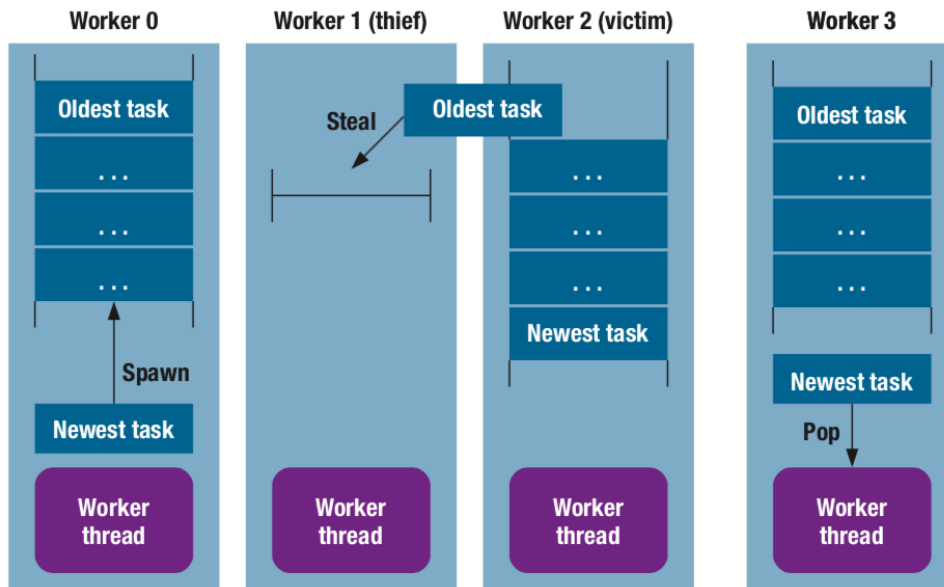 Worker 0
Oldest task
...
...
...
Spawn
Newest task
Worker
thread
Worker 1 (thief)
Steal
Worker
thread
Worker 2 (victim)
Oldest task
...
...
...
Newest task
Worker
thread
Worker 3
Oldest task
...
...
...
Newest task
Pop
Worker
thread